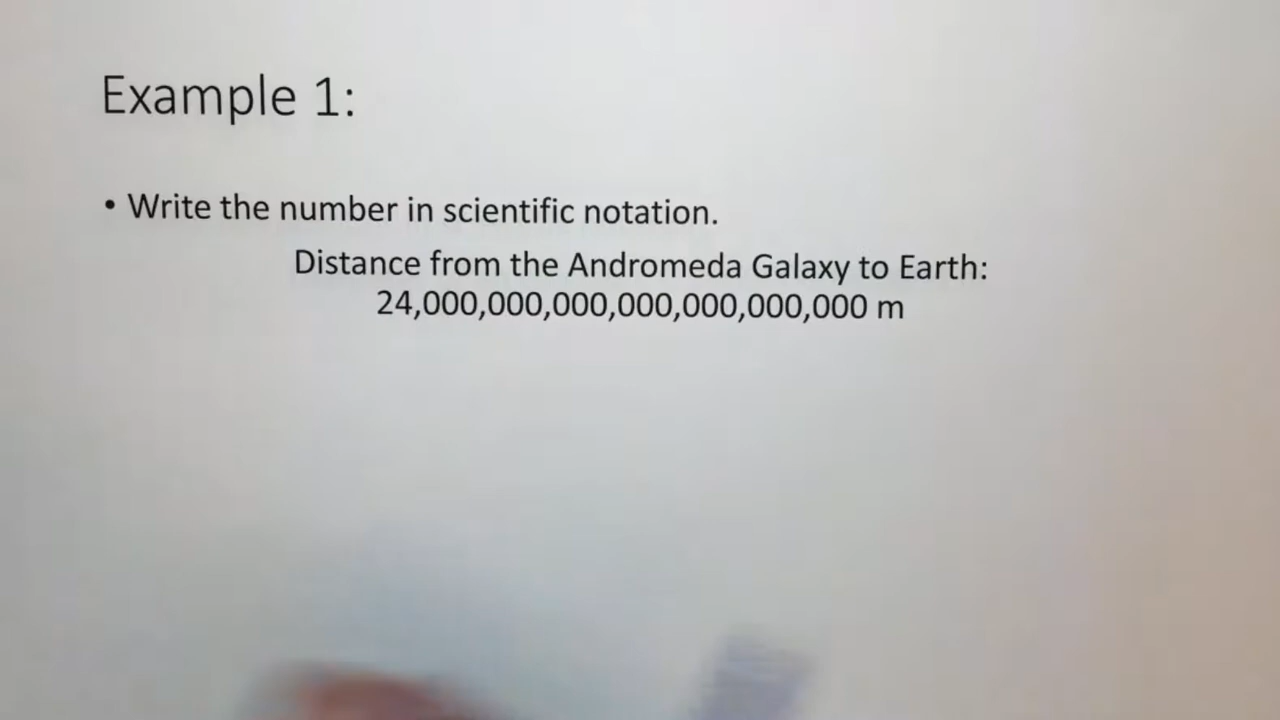 Example 1:
• Write the number in scientific notation.
Distance from the Andromeda Galaxy to Earth:
24,000,000,000,000,000,000,000 m